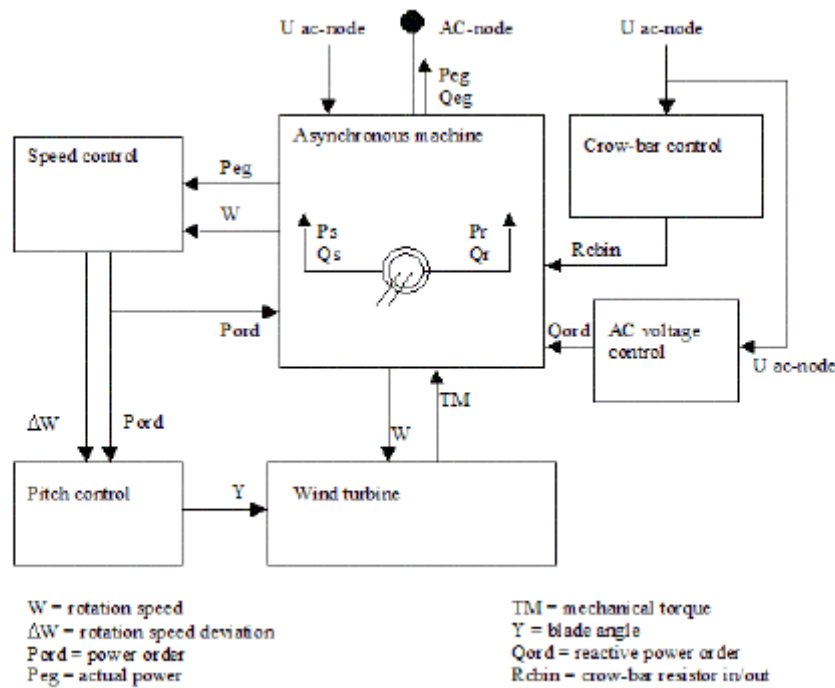 U ac-node
AC-node
U ac-node
Peg
Qeg
Asynchronous machine
Speed control
Crow-bar control
Peg
W
Ps
Qs
Pr
Qr
Rcbin
Pord
Qord
AC voltage
control
U ac-node
TM
ΔW
Pord
W
Pitch control
Y
Wind turbine
W = rotation speed
ΔW = rotation speed deviation
Pord = power order
Peg = actual power
TM = mechanical torque
Y = blade angle
Qord = reactive power order
Rcbin = crow-bar resistor in/out